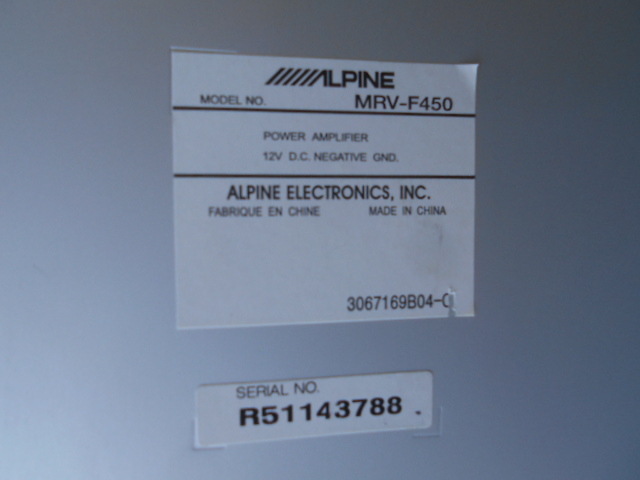 ALPINE
MODEL NO. MRV-F450
POWER AMPLIFIER
12V D.C. NEGATIVE GND.
ALPINE ELECTRONICS, INC.
FABRIQUE EN CHINE MADE IN CHINA
3067169B04-
SERIAL NO.
R51143788